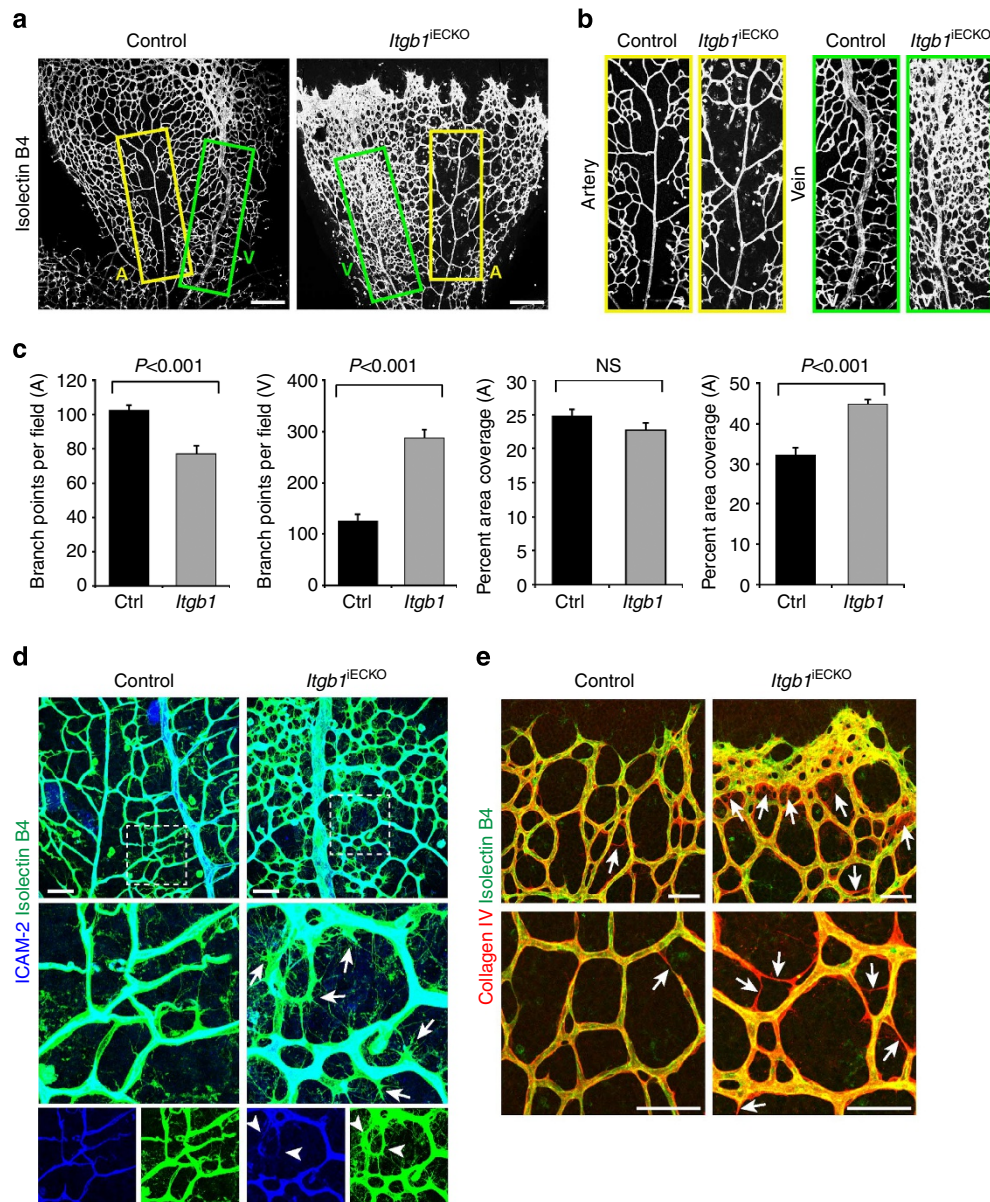 a
Control
Itgb1iECKO
Isolectin B4
A
V
V
A
b
Control
Itgb1iECKO
Control
Itgb1iECKO
Artery
Vein
V
V
c
P<0.001
Branch points per field (A)
120
100
80
60
40
20
0
Ctrl
Itgb1
P<0.001
Branch points per field (V)
400
300
200
100
0
Ctrl
Itgb1
NS
Percent area coverage (A)
30
25
20
15
10
5
0
Ctrl
Itgb1
P<0.001
Percent area coverage (A)
50
40
30
20
10
0
Ctrl
Itgb1
d
Control
Itgb1iECKO
ICAM-2 Isolectin B4
e
Control
Itgb1iECKO
Collagen IV Isolectin B4